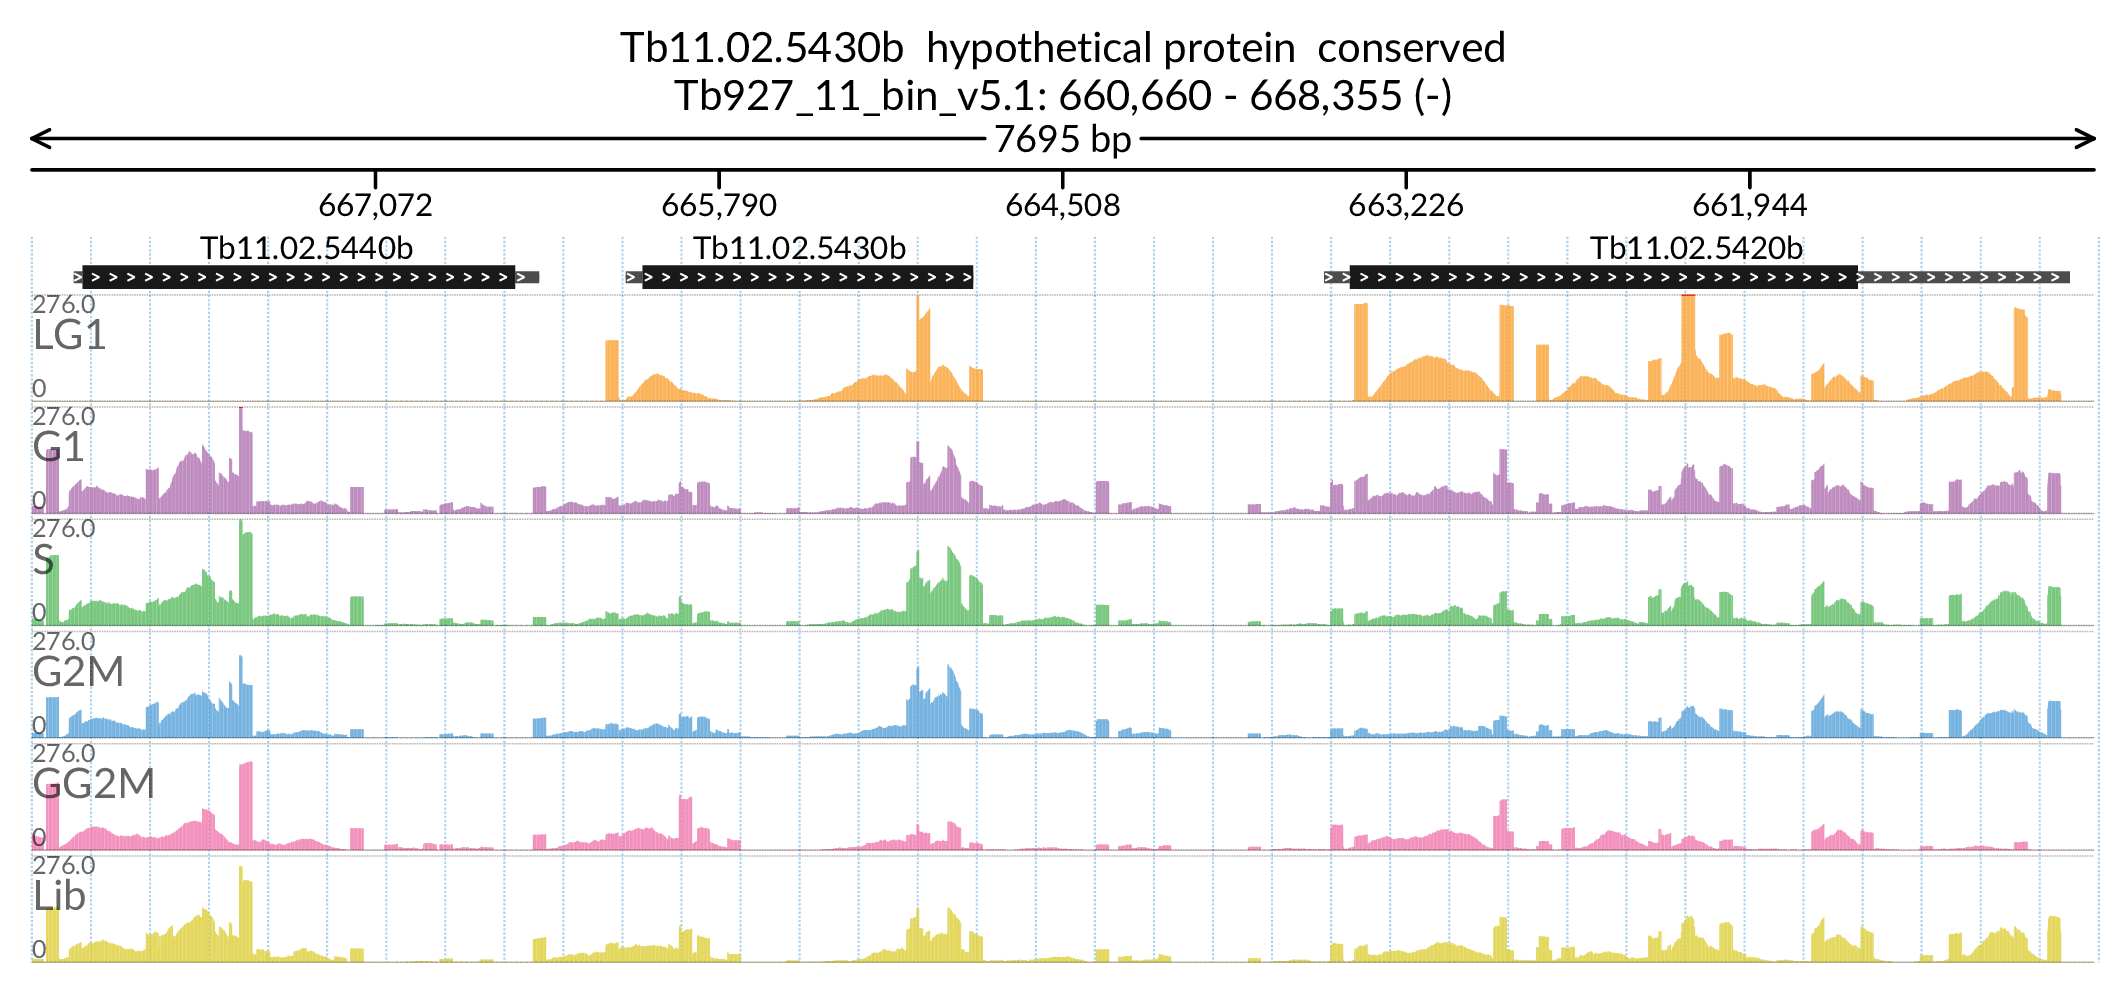 Tb11.02.5430b hypothetical protein conserved
Tb927_11_bin_v5.1: 660,660 - 668,355 (-)
7695 bp
667,072 665,790 664,508 663,226 661,944
Tb11.02.5440b Tb11.02.5430b Tb11.02.5420b
276.0
LG1
0
276.0
G1
0
276.0
S
0
276.0
G2M
0
276.0
GG2M
0
276.0
Lib
0